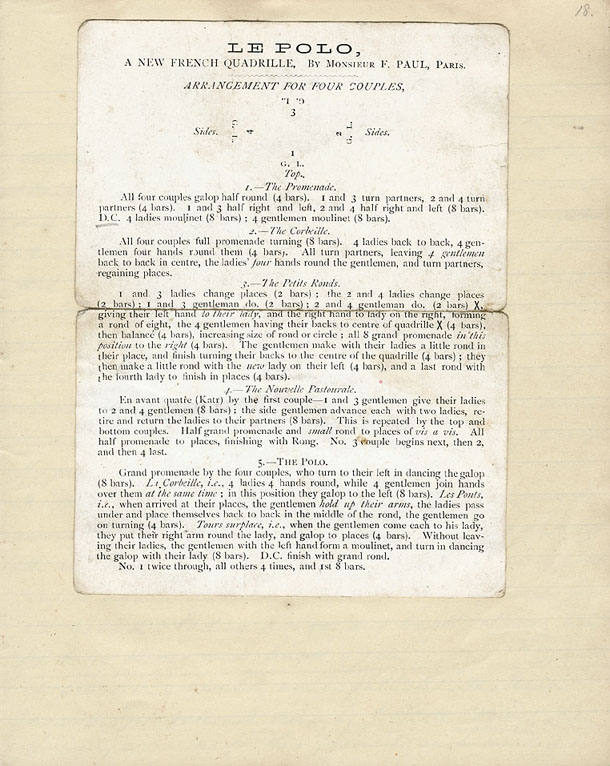 18.
LE POLO,
A NEW FRENCH QUADRILLE, By Monsieur F. PAUL, Paris.
ARRANGEMENT FOR FOUR COUPLES,
L. G.
3
Sides. G. L. 4 2 G. L. Sides.
1
G. L.
Top.
1.—The Promenade.
All four couples galop half round (4 bars). 1 and 3 turn partners, 2 and 4 turn
partners (4 bars). 1 and 3 half right and left, 2 and 4 half right and left (8 bars).
D.C. 4 ladies moulinet (8 bars) ; 4 gentlemen moulinet (8 bars).
2.—The Corbeille.
All four couples full promenade turning (8 bars). 4 ladies back to back, 4 gen-
tlemen four hands round them (4 bars). All turn partners, leaving 4 gentlemen
back to back in centre, the ladies' four hands round the gentlemen, and turn partners,
regaining places.
3.—The Petits Ronds.
1 and 3 ladies change places (2 bars) ; the 2 and 4 ladies change places
(2 bars) ; 1 and 3 gentleman do. (2 bars) ; 2 and 4 gentleman do. (2 bars) X,
giving their left hand to their lady, and the right hand to lady on the right, forming
a rond of eight, the 4 gentlemen having their backs to centre of quadrille X (4 bars),
then balancé (4 bars), increasing size of rond or circle ; all 8 grand promenade in this
position to the right (4 bars). The gentlemen make with their ladies a little rond in
their place, and finish turning their backs to the centre of the quadrille (4 bars) ; they
then make a little rond with the new lady on their left (4 bars), and a last rond with
the fourth lady to finish in places (4 bars).
4.—The Nouvelle Pastourale.
En avant quatre (Katr) by the first couple—1 and 3 gentlemen give their ladies
to 2 and 4 gentlemen (8 bars) ; the side gentlemen advance each with two ladies, re-
tire and return the ladies to their partners (8 bars). This is repeated by the top and
bottom couples. Half grand promenade and small rond to places of vis a vis. All
half promenade to places, finishing with Rong. No. 3 couple begins next, then 2,
and then 4 last.
5.—The Polo.
Grand promenade by the four couples, who turn to their left in dancing the galop
(8 bars). La Corbeille, i.e., 4 ladies 4 hands round, while 4 gentlemen join hands
over them at the same time ; in this position they galop to the left (8 bars). Les Ponts,
i.e., when arrived at their places, the gentlemen hold up their arms, the ladies pass
under and place themselves back to back in the middle of the rond, the gentlemen go
on turning (4 bars). Tours surplace, i.e., when the gentlemen come each to his lady,
they put their right arm round the lady, and galop to places (4 bars). Without leav-
ing their ladies, the gentlemen with the left hand form a moulinet, and turn in dancing
the galop with their lady (8 bars). D.C. finish with grand rond.
No. 1 twice through, all others 4 times, and 1st 8 bars.